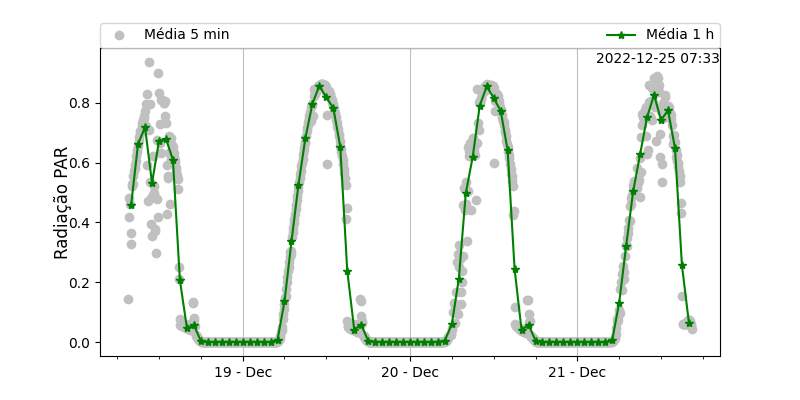 Média 5 min
Média 1 h
2022-12-25 07:33
Radiação PAR
0.8
0.6
0.4
0.2
0.0
19 - Dec
20 - Dec
21 - Dec